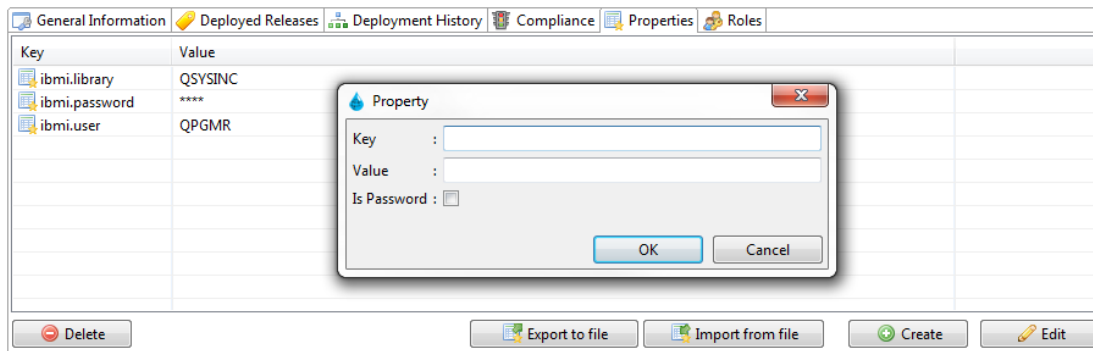 General Information Deployed Releases Deployment History Compliance Properties Roles
Key Value
ibmi.library QSYSINC
ibmi.password ****
ibmi.user QPGMR
Property
Key :
Value :
Is Password :
OK Cancel
Delete Export to file Import from file Create Edit